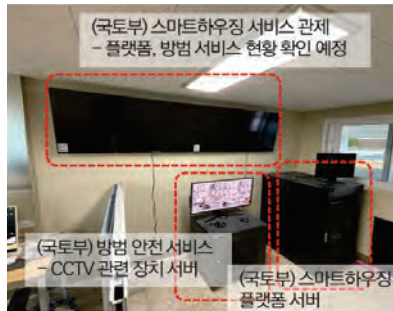 (국토부) 스마트하우징 서비스 관제
– 플랫폼, 방범 서비스 현황 확인 예정
(국토부) 방범 안전 서비스
– CCTV 관련 장치 서버
(국토부) 스마트하우징
플랫폼 서버